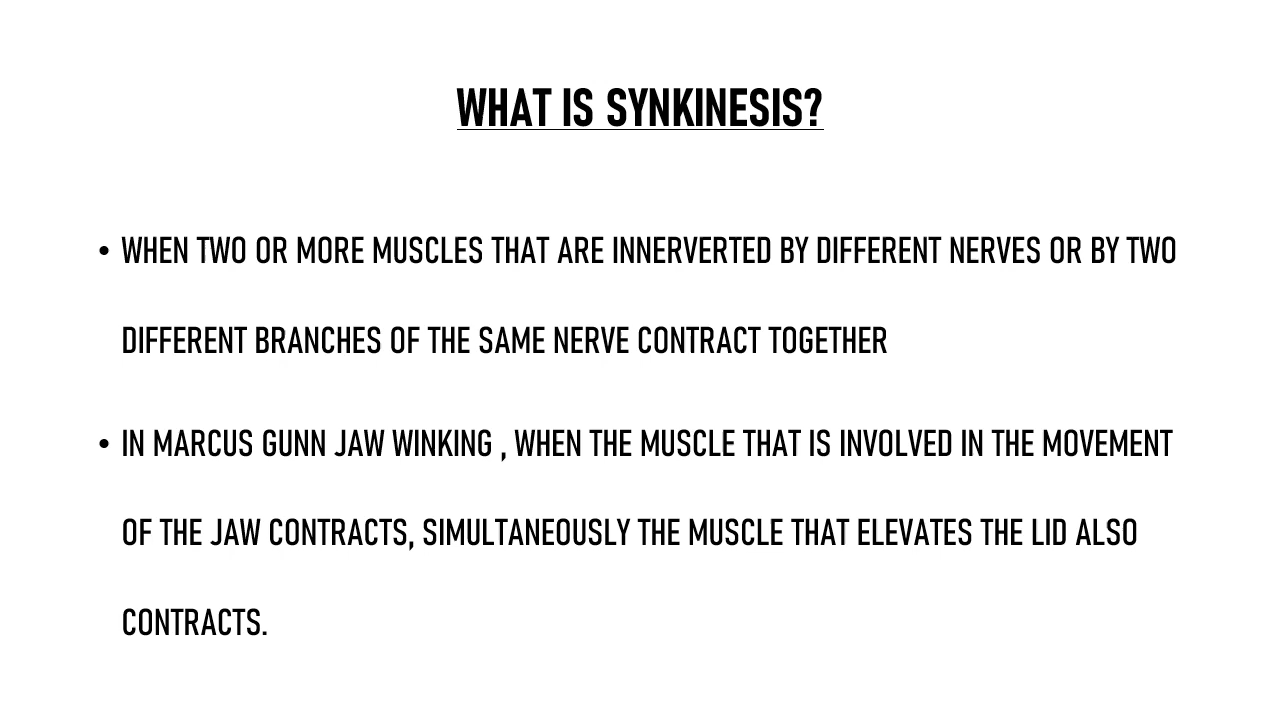 WHAT IS SYNKINESIS?
• WHEN TWO OR MORE MUSCLES THAT ARE INNERVERTED BY DIFFERENT NERVES OR BY TWO
DIFFERENT BRANCHES OF THE SAME NERVE CONTRACT TOGETHER
• IN MARCUS GUNN JAW WINKING , WHEN THE MUSCLE THAT IS INVOLVED IN THE MOVEMENT
OF THE JAW CONTRACTS, SIMULTANEOUSLY THE MUSCLE THAT ELEVATES THE LID ALSO
CONTRACTS.